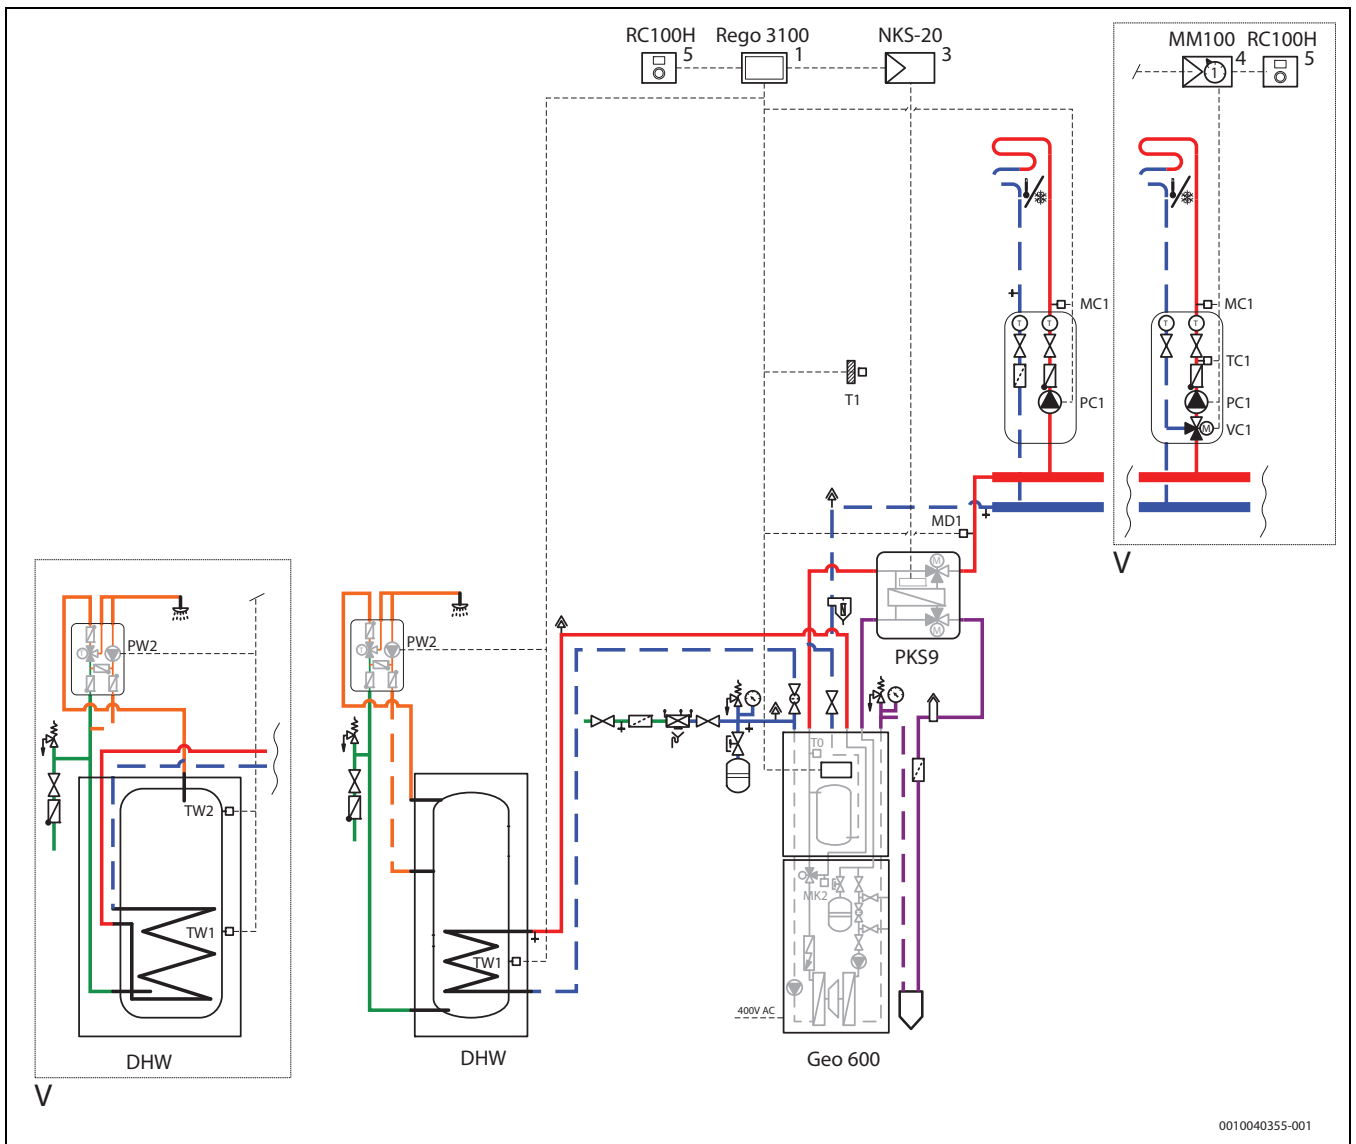 RC100H
5
Rego 3100
1
NKS-20
3
MM100
4
RC100H
5
1
MC1
MC1
T
T
T
T
TC1
T1
PC1
PC1
M
VC1
MD1
V
M
M
PKS9
PW2
T
PW2
T
T0
TW2
TW1
TW1
MK2
400V AC
DHW
DHW
Geo 600
V
0010040355-001